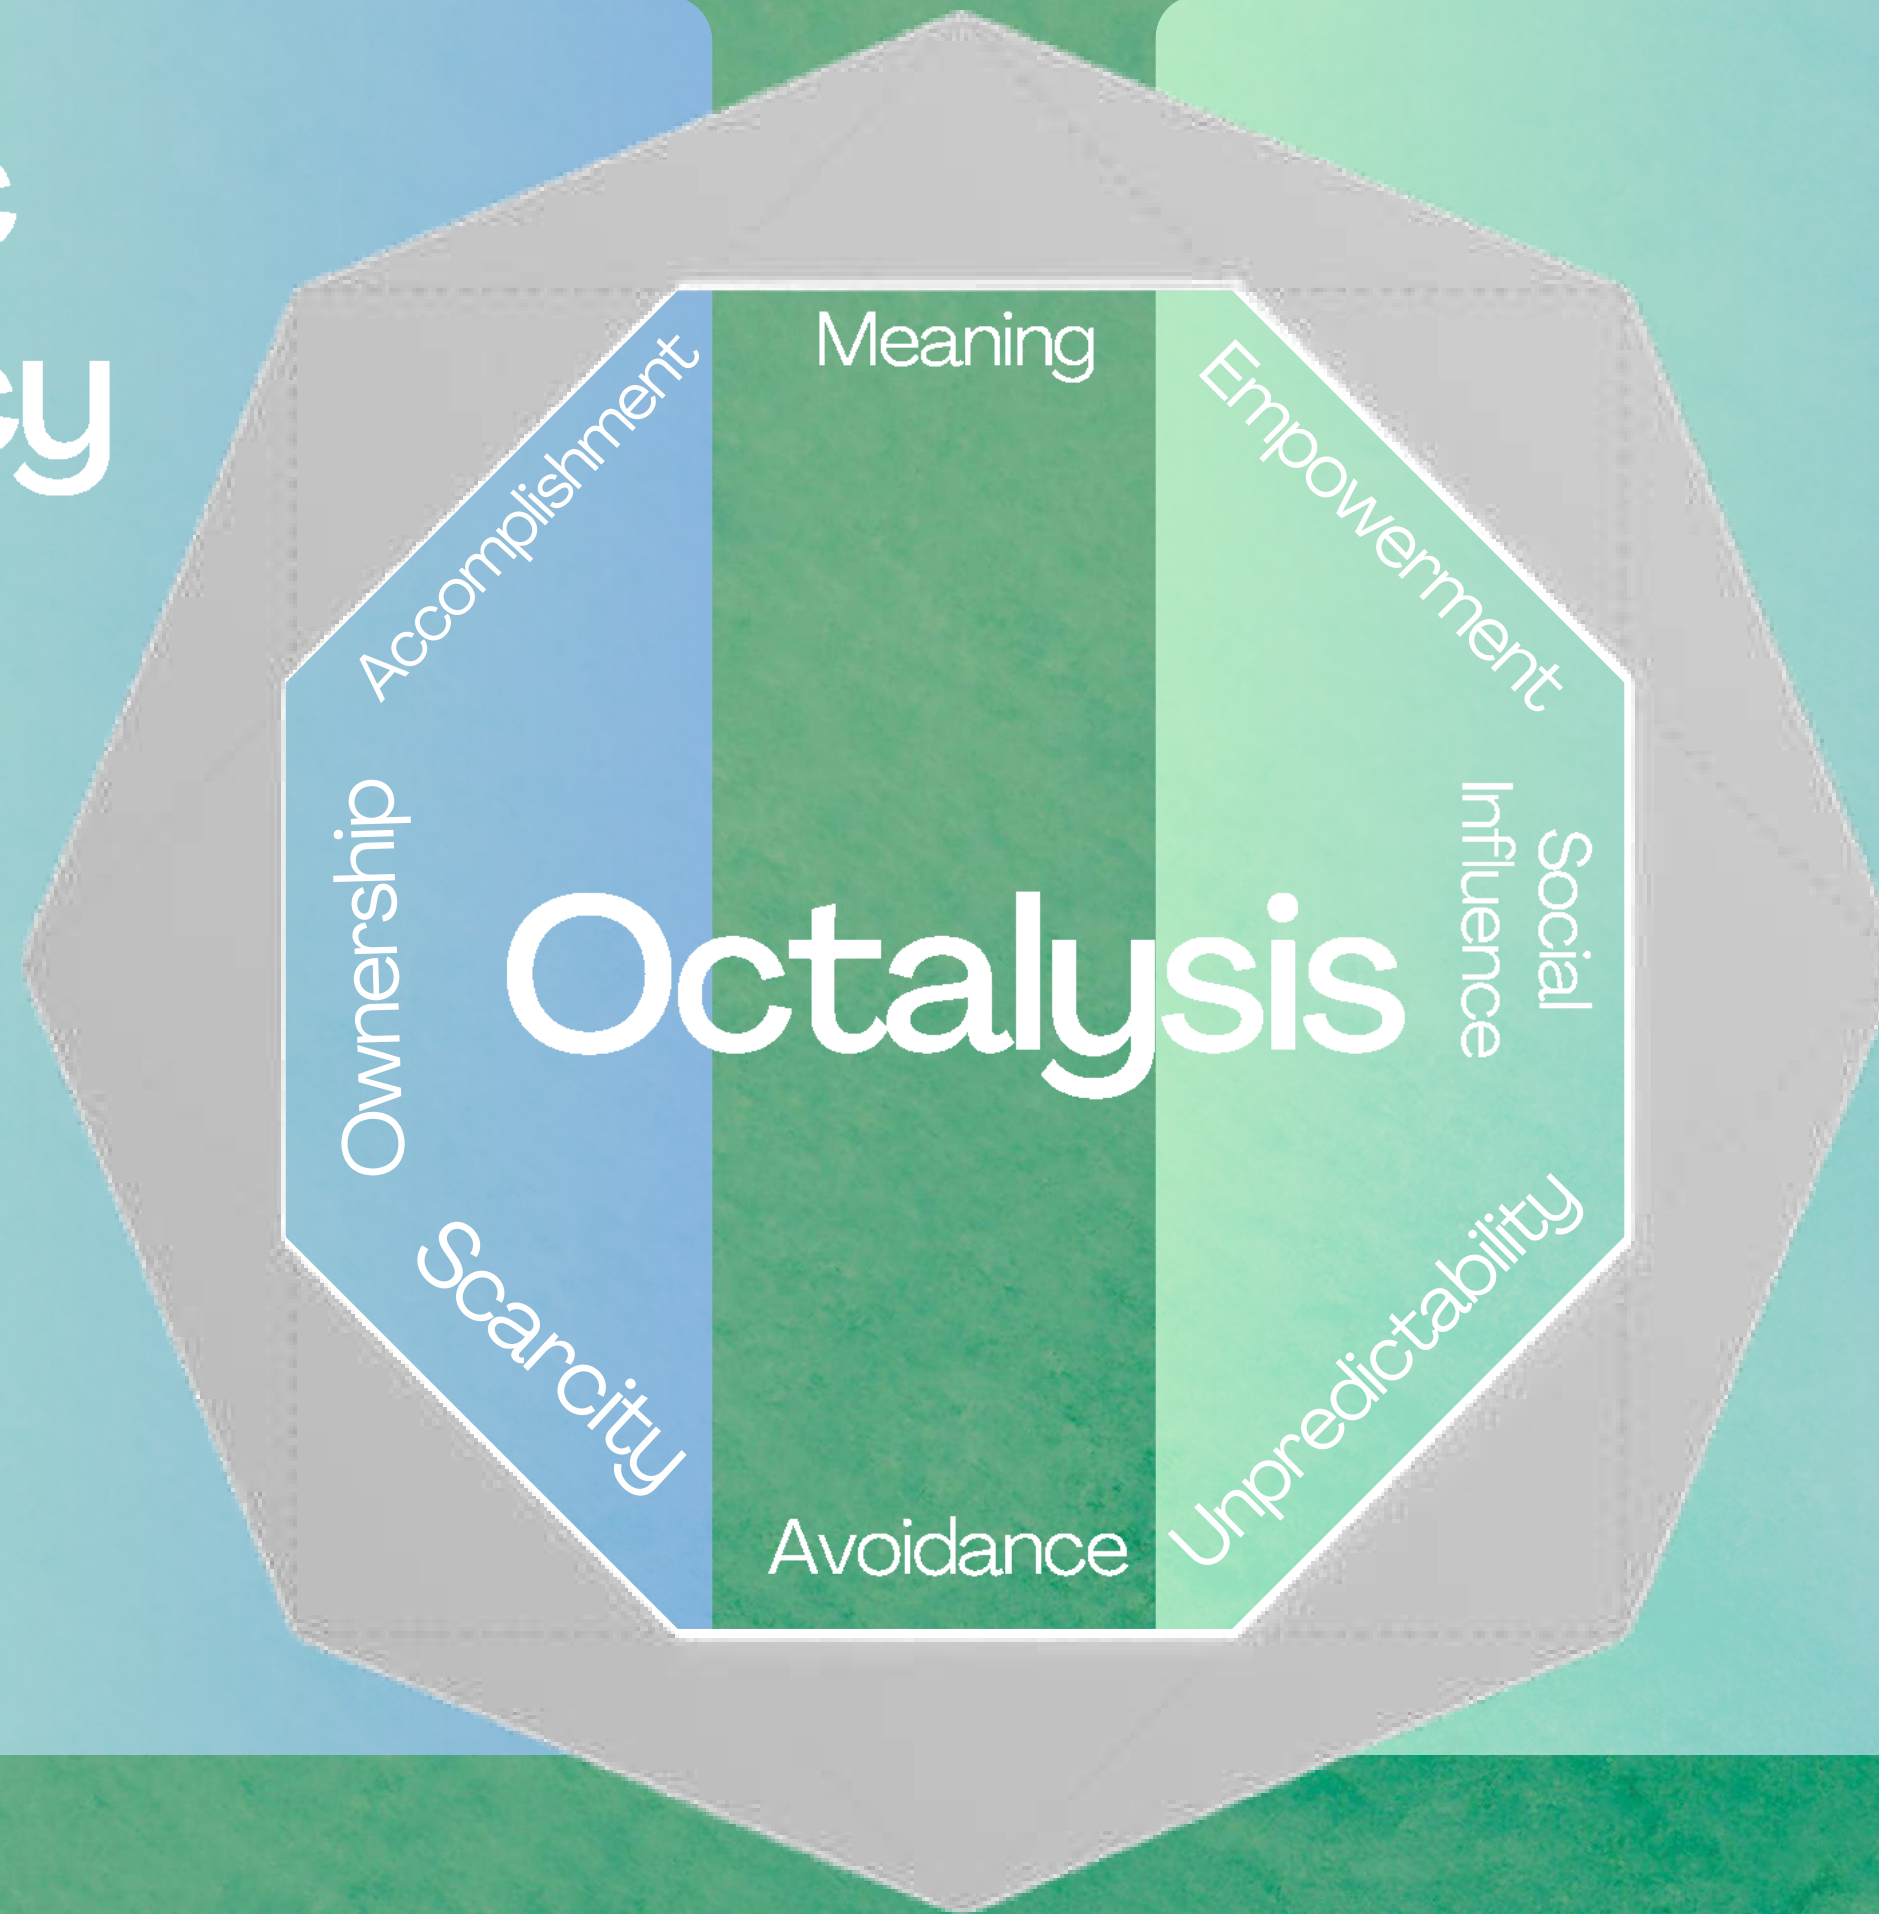 Meaning
Accomplishment
Empowerment
Ownership
Octalysis
Social
Influence
Scarcity
Unpredictability
Avoidance